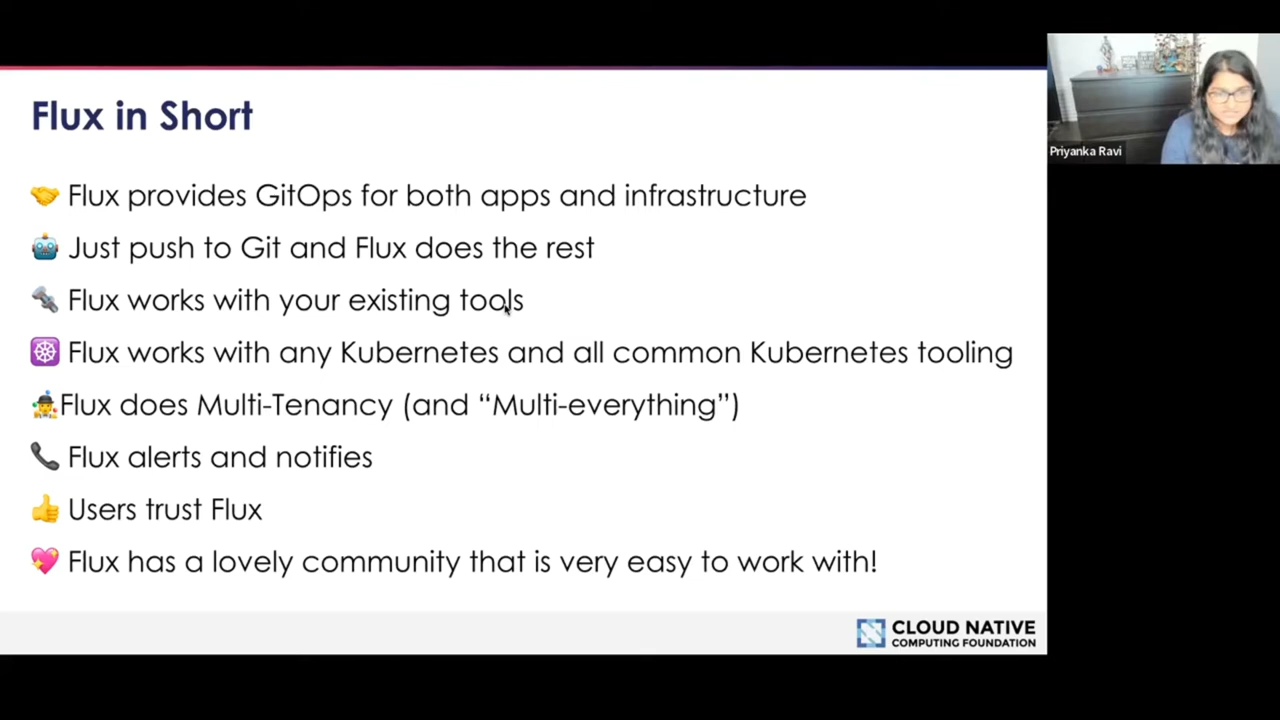 Flux in Short
🤝 Flux provides GitOps for both apps and infrastructure
🤖 Just push to Git and Flux does the rest
🔩 Flux works with your existing tools
☸️ Flux works with any Kubernetes and all common Kubernetes tooling
🤹‍♂️Flux does Multi-Tenancy (and “Multi-everything”)
📞 Flux alerts and notifies
👍 Users trust Flux
💖 Flux has a lovely community that is very easy to work with!
CLOUD NATIVE
COMPUTING FOUNDATION
Priyanka Ravi